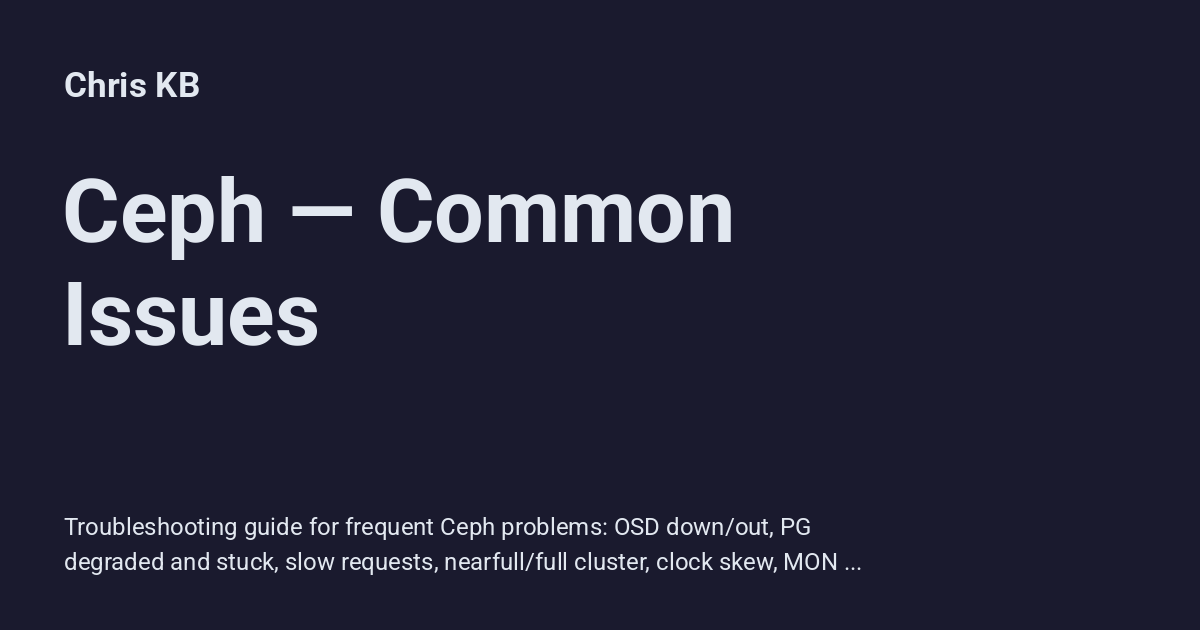 Chris KB
Ceph — Common
Issues
Troubleshooting guide for frequent Ceph problems: OSD down/out, PG
degraded and stuck, slow requests, nearfull/full cluster, clock skew, MON ...